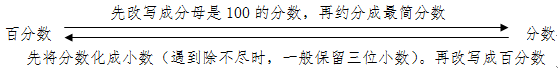 先改写成分母是100的分数，再约分成最简分数
百分数 分数
先将分数化成小数（遇到除不尽时，一般保留三位小数）。再改写成百分数